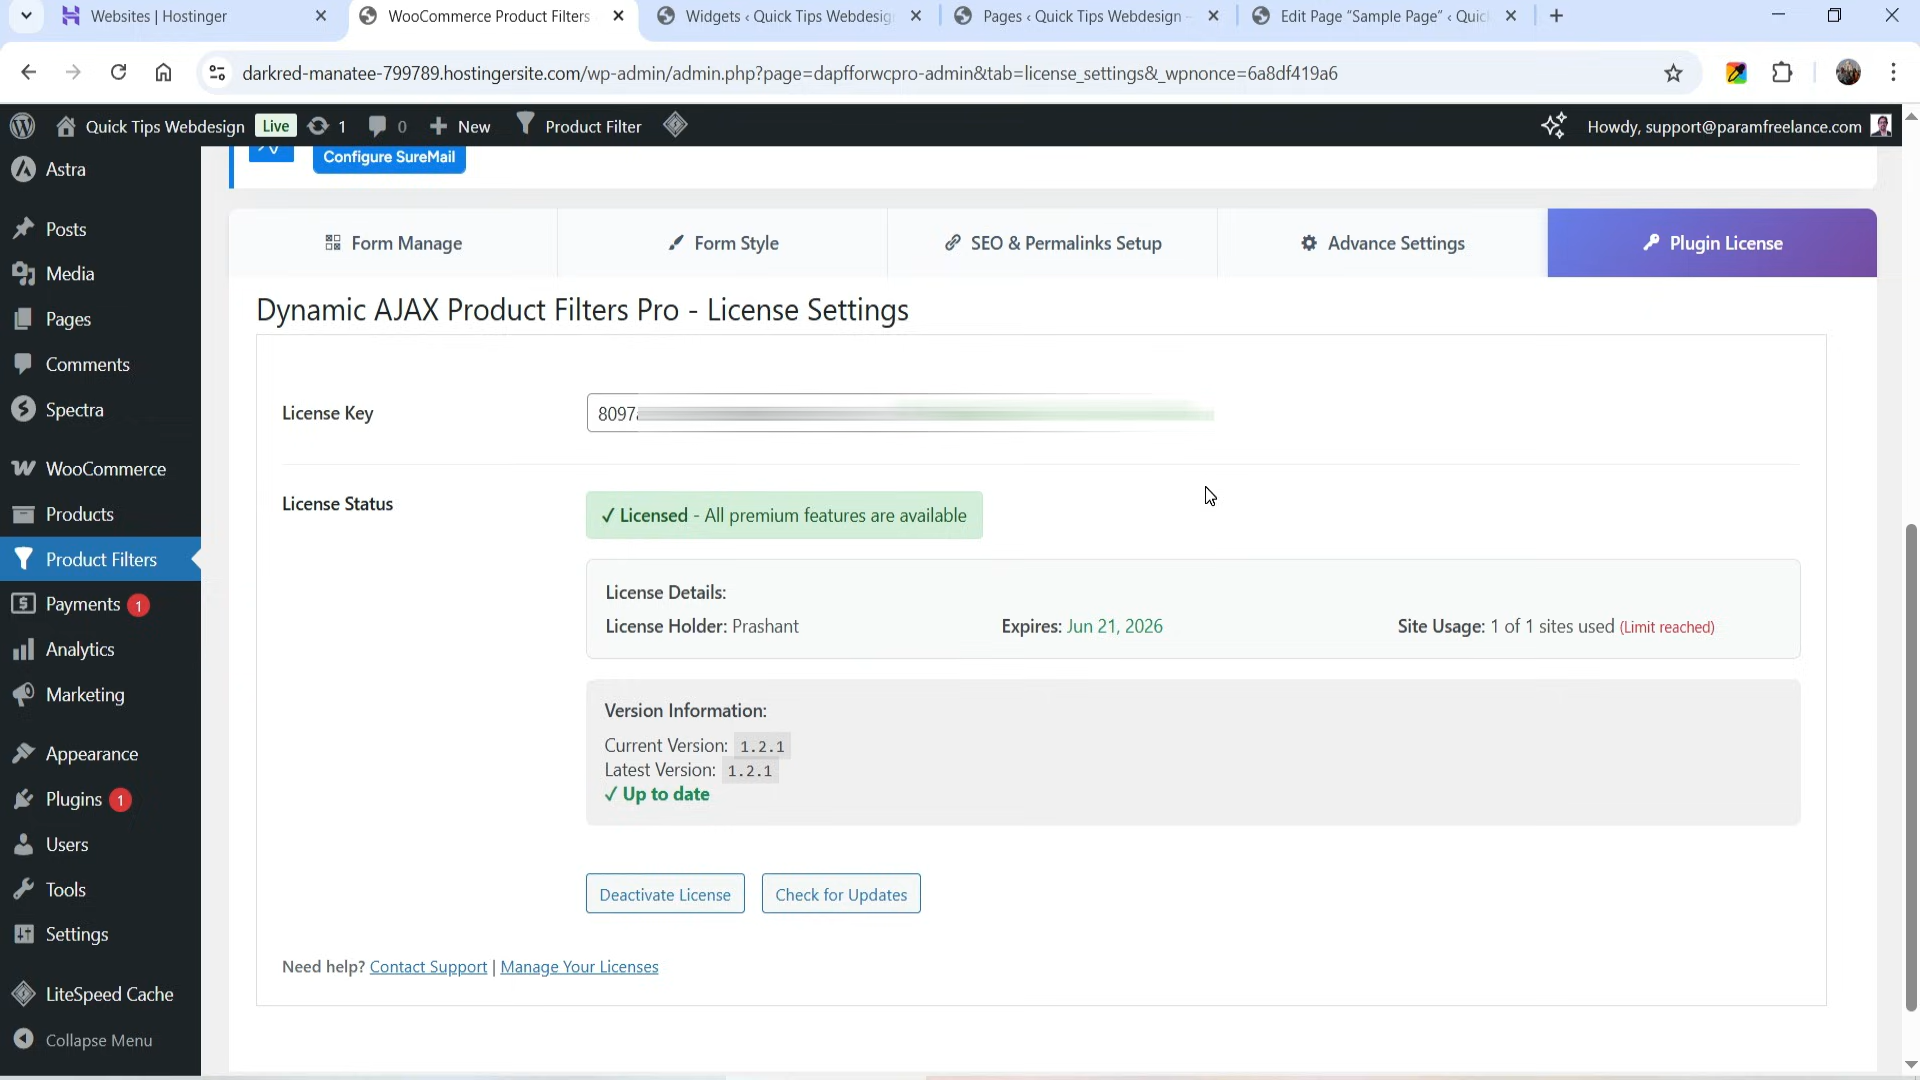 Websites | Hostinger
WooCommerce Product Filters
Widgets ‹ Quick Tips Webdesig
Pages ‹ Quick Tips Webdesign –
Edit Page “Sample Page” ‹ Quic
darkred-manatee-799789.hostingersite.com/wp-admin/admin.php?page=dapfforwcpro-admin&tab=license_settings&_wpnonce=6a8df419a6
Quick Tips Webdesign Live 1 0 New Product Filter
Howdy, support@paramfreelance.com
Astra
Posts
Media
Pages
Comments
Spectra
WooCommerce
Products
Product Filters
Payments 1
Analytics
Marketing
Appearance
Plugins 1
Users
Tools
Settings
LiteSpeed Cache
Collapse Menu
Configure SureMail
Form Manage
Form Style
SEO & Permalinks Setup
Advance Settings
Plugin License
Dynamic AJAX Product Filters Pro - License Settings
License Key
8097
License Status
✓ Licensed - All premium features are available
License Details:
License Holder: Prashant
Expires: Jun 21, 2026
Site Usage: 1 of 1 sites used (Limit reached)
Version Information:
Current Version: 1.2.1
Latest Version: 1.2.1
✓ Up to date
Deactivate License
Check for Updates
Need help? Contact Support | Manage Your Licenses